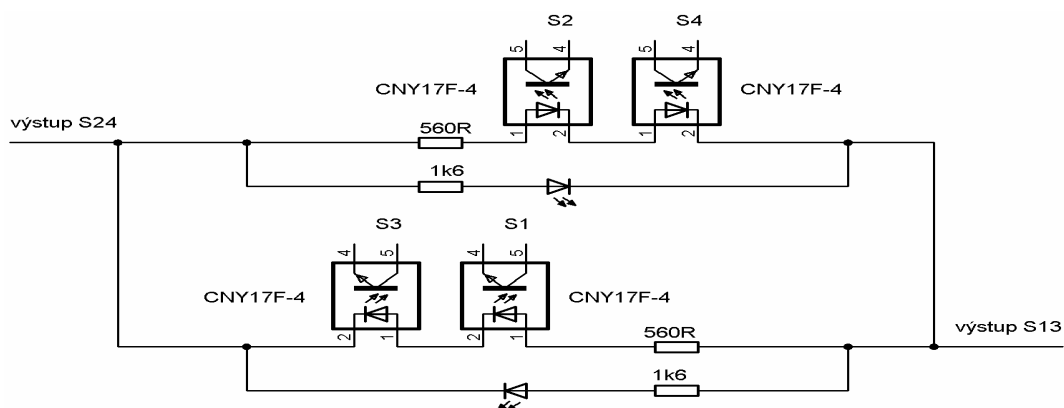 S2 S4
5 4 5 4
CNY17F-4 CNY17F-4
výstup S24
560R 1 2 1 2
1k6
S3 S1
4 5 4 5
CNY17F-4 CNY17F-4
2 1 2 1 560R výstup S13
1k6